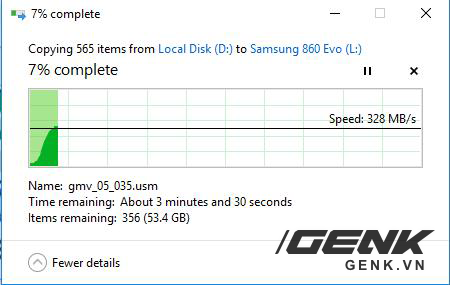 7% complete
Copying 565 items from Local Disk (D:) to Samsung 860 Evo (L:)
7% complete
Speed: 328 MB/s
Name: gmv_05_035.usm
Time remaining: About 3 minutes and 30 seconds
Items remaining: 356 (53.4 GB)
Fewer details
GENK
GENK.VN